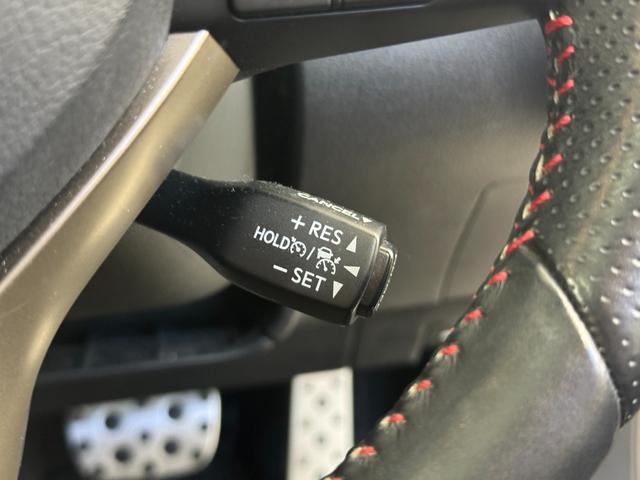 CANCEL
+ RES
HOLD /
− SET